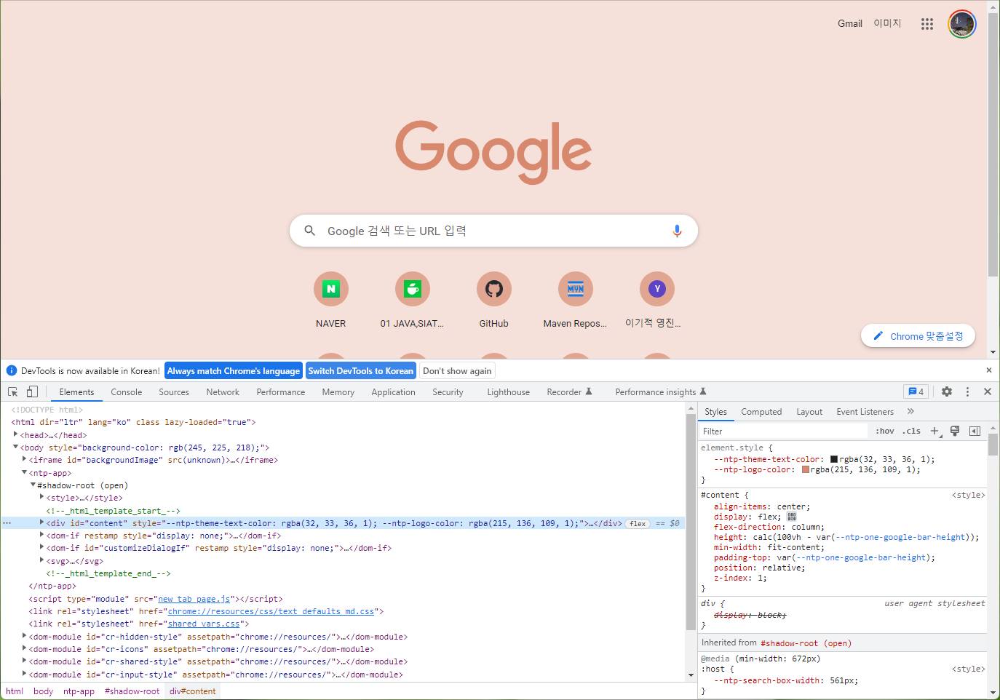 Gmail 이미지
Google
Google 검색 또는 URL 입력
N
MVN
Y
NAVER 01 JAVA,SIAT... GitHub Maven Repos... 이기적 영진...
Chrome 맞춤설정
DevTools is now available in Korean! Always match Chrome's language Switch DevTools to Korean Don't show again ×
Elements Console Sources Network Performance Memory Application Security Lighthouse Recorder Performance insights 4
<!DOCTYPE html>
<html dir="ltr" lang="ko" class lazy-loaded="true">
<head>…</head>
<body style="background-color: rgb(245, 225, 218);">
<iframe id="backgroundImage" src(unknown)>…</iframe>
<ntp-app>
#shadow-root (open)
<style>…</style>
<!--_html_template_start_-->
<div id="content" style="--ntp-theme-text-color: rgba(32, 33, 36, 1); --ntp-logo-color: rgba(215, 136, 109, 1);">…</div> flex == $0
<dom-if restamp style="display: none;">…</dom-if>
<dom-if id="customizeDialogIf" restamp style="display: none;">…</dom-if>
<svg>…</svg>
<!--_html_template_end_-->
</ntp-app>
<script type="module" src="new_tab_page.js"></script>
<link rel="stylesheet" href="chrome://resources/css/text_defaults_md.css">
<link rel="stylesheet" href="shared_vars.css">
<dom-module id="cr-hidden-style" assetpath="chrome://resources/">…</dom-module>
<dom-module id="cr-icons" assetpath="chrome://resources/">…</dom-module>
<dom-module id="cr-shared-style" assetpath="chrome://resources/">…</dom-module>
<dom-module id="cr-input-style" assetpath="chrome://resources/">…</dom-module>
html body ntp-app #shadow-root div#content
Styles Computed Layout Event Listeners »
Filter :hov .cls +
element.style {
--ntp-theme-text-color: rgba(32, 33, 36, 1);
--ntp-logo-color: rgba(215, 136, 109, 1);
}
#content { <style>
align-items: center;
display: flex;
flex-direction: column;
height: calc(100vh - var(--ntp-one-google-bar-height));
min-width: fit-content;
padding-top: var(--ntp-one-google-bar-height);
position: relative;
z-index: 1;
}
div { user agent stylesheet
display: block;
}
Inherited from #shadow-root (open)
@media (min-width: 672px)
:host { <style>
--ntp-search-box-width: 561px;
}